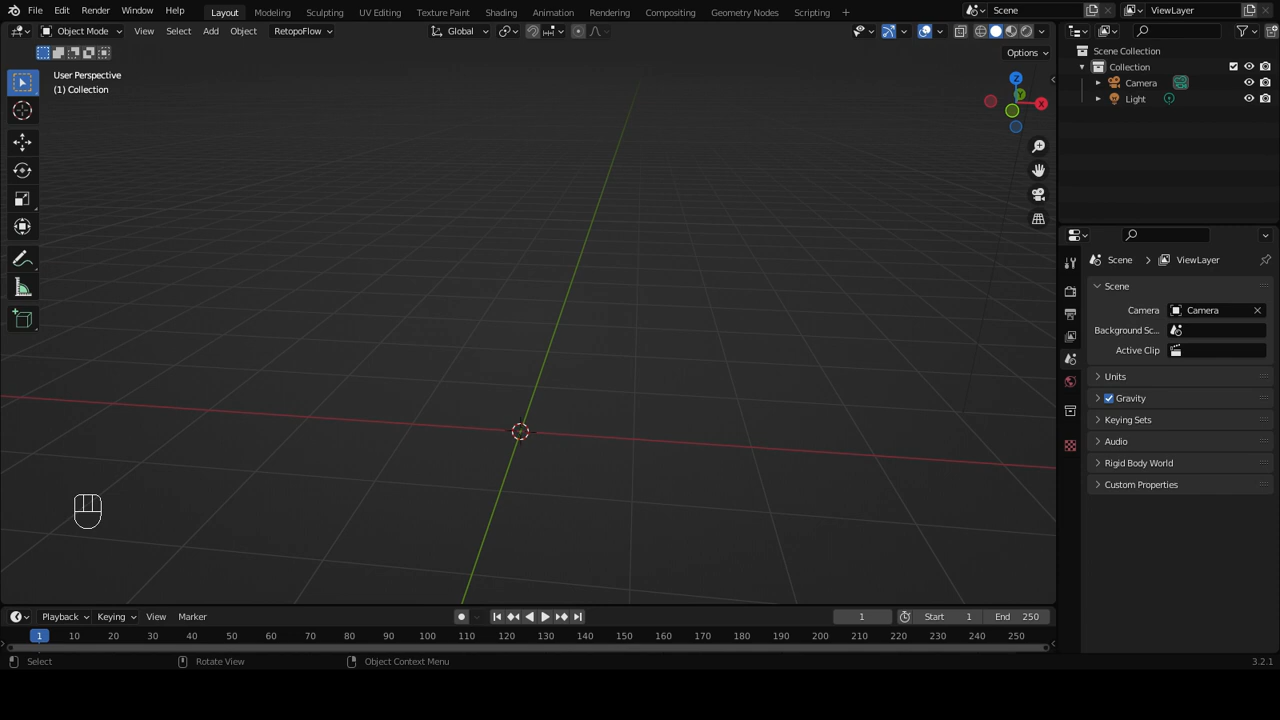 File Edit Render Window Help Layout Modeling Sculpting UV Editing Texture Paint Shading Animation Rendering Compositing Geometry Nodes Scripting + Scene ViewLayer
Object Mode View Select Add Object RetopoFlow Global
Options
User Perspective
(1) Collection
Z
Y
X
Scene Collection
Collection
Camera
Light
Scene ViewLayer
Scene
Camera Camera
Background Sc...
Active Clip
Units
Gravity
Keying Sets
Audio
Rigid Body World
Custom Properties
Playback Keying View Marker 1 Start 1 End 250
1 10 20 30 40 50 60 70 80 90 100 110 120 130 140 150 160 170 180 190 200 210 220 230 240 250
Select Rotate View Object Context Menu 3.2.1